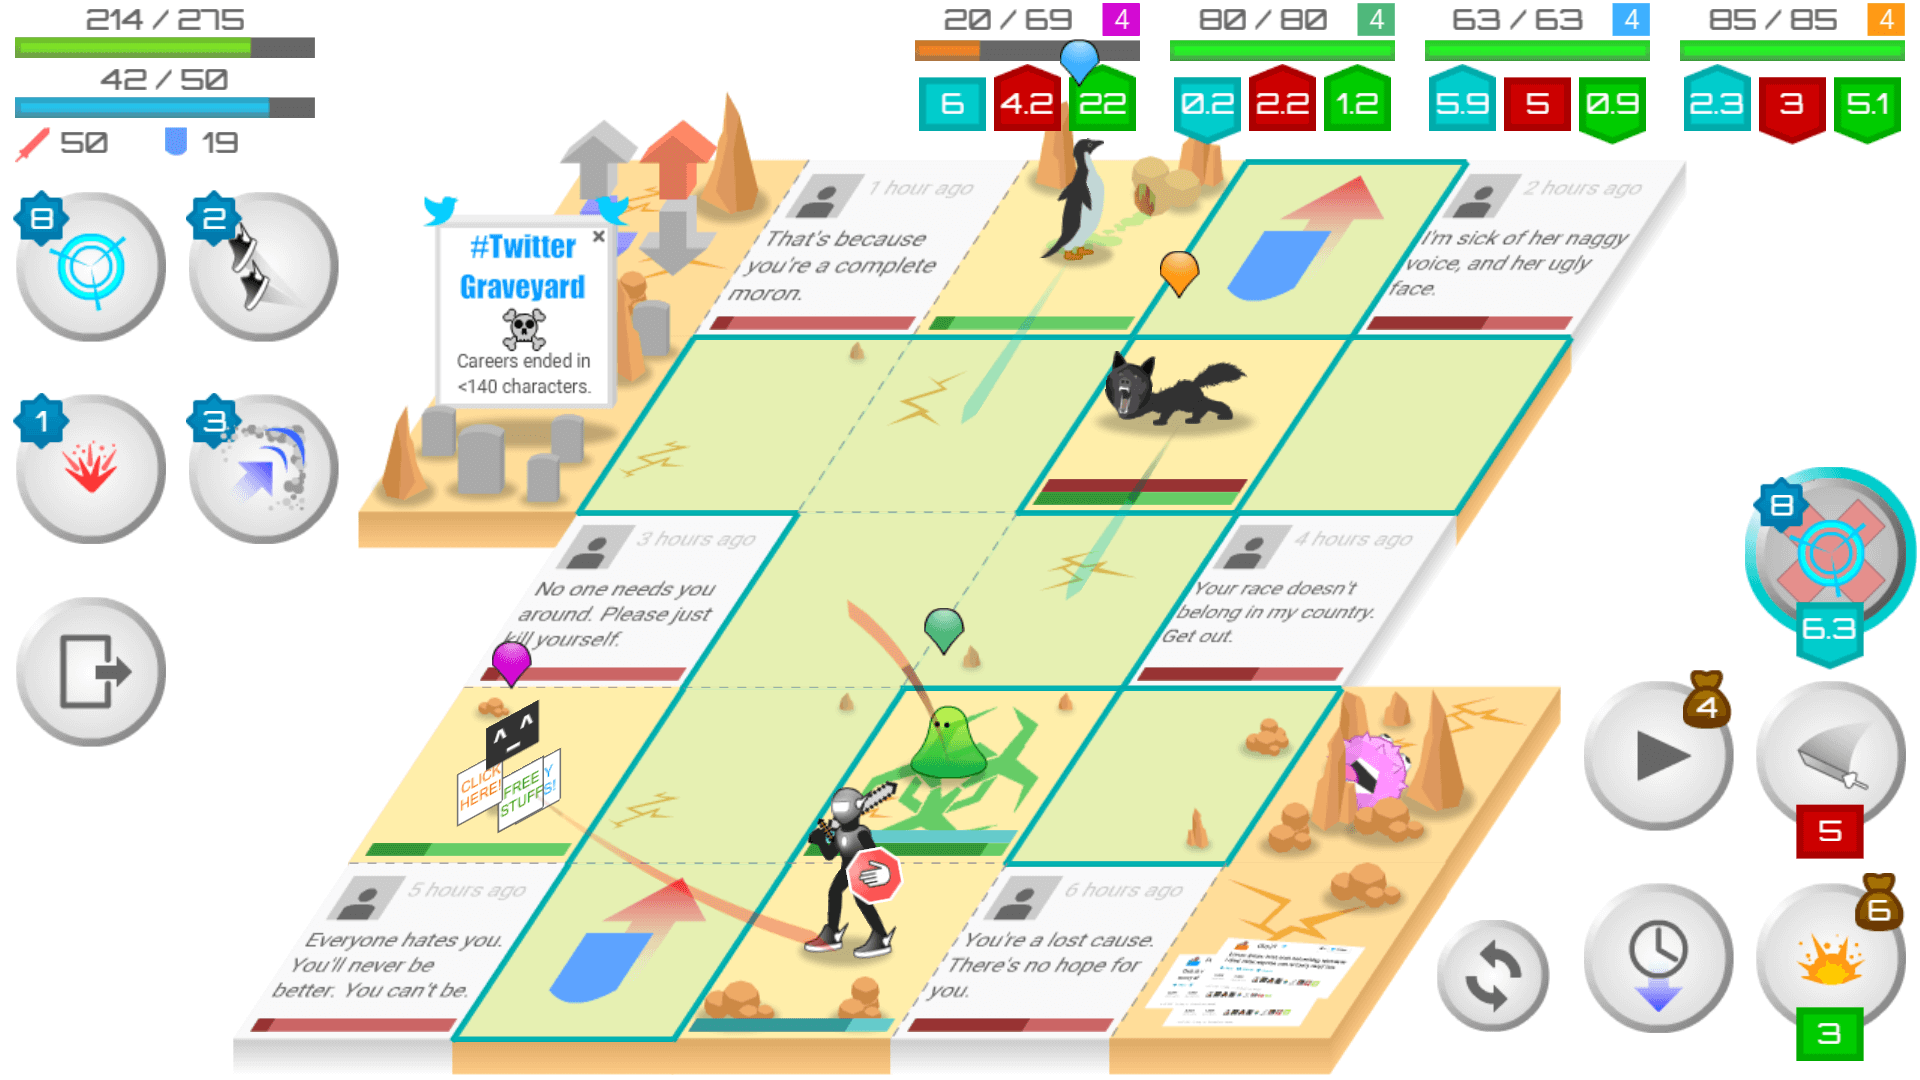 214 / 275
42 / 50
50
19
20 / 69
4
80 / 80
4
63 / 63
4
85 / 85
4
6
4.2
22
0.2
2.2
1.2
5.9
5
0.9
2.3
3
5.1
8
2
1
3
#Twitter
Graveyard
Careers ended in
<140 characters.
1 hour ago
That's because
you're a complete
moron.
2 hours ago
I'm sick of her naggy
voice, and her ugly
face.
3 hours ago
No one needs you
around. Please just
kill yourself.
4 hours ago
Your race doesn't
belong in my country.
Get out.
CLICK
HERE!
FREE
STUFF
5 hours ago
Everyone hates you.
You'll never be
better. You can't be.
6 hours ago
You're a lost cause.
There's no hope for
you.
8
6.3
4
5
6
3